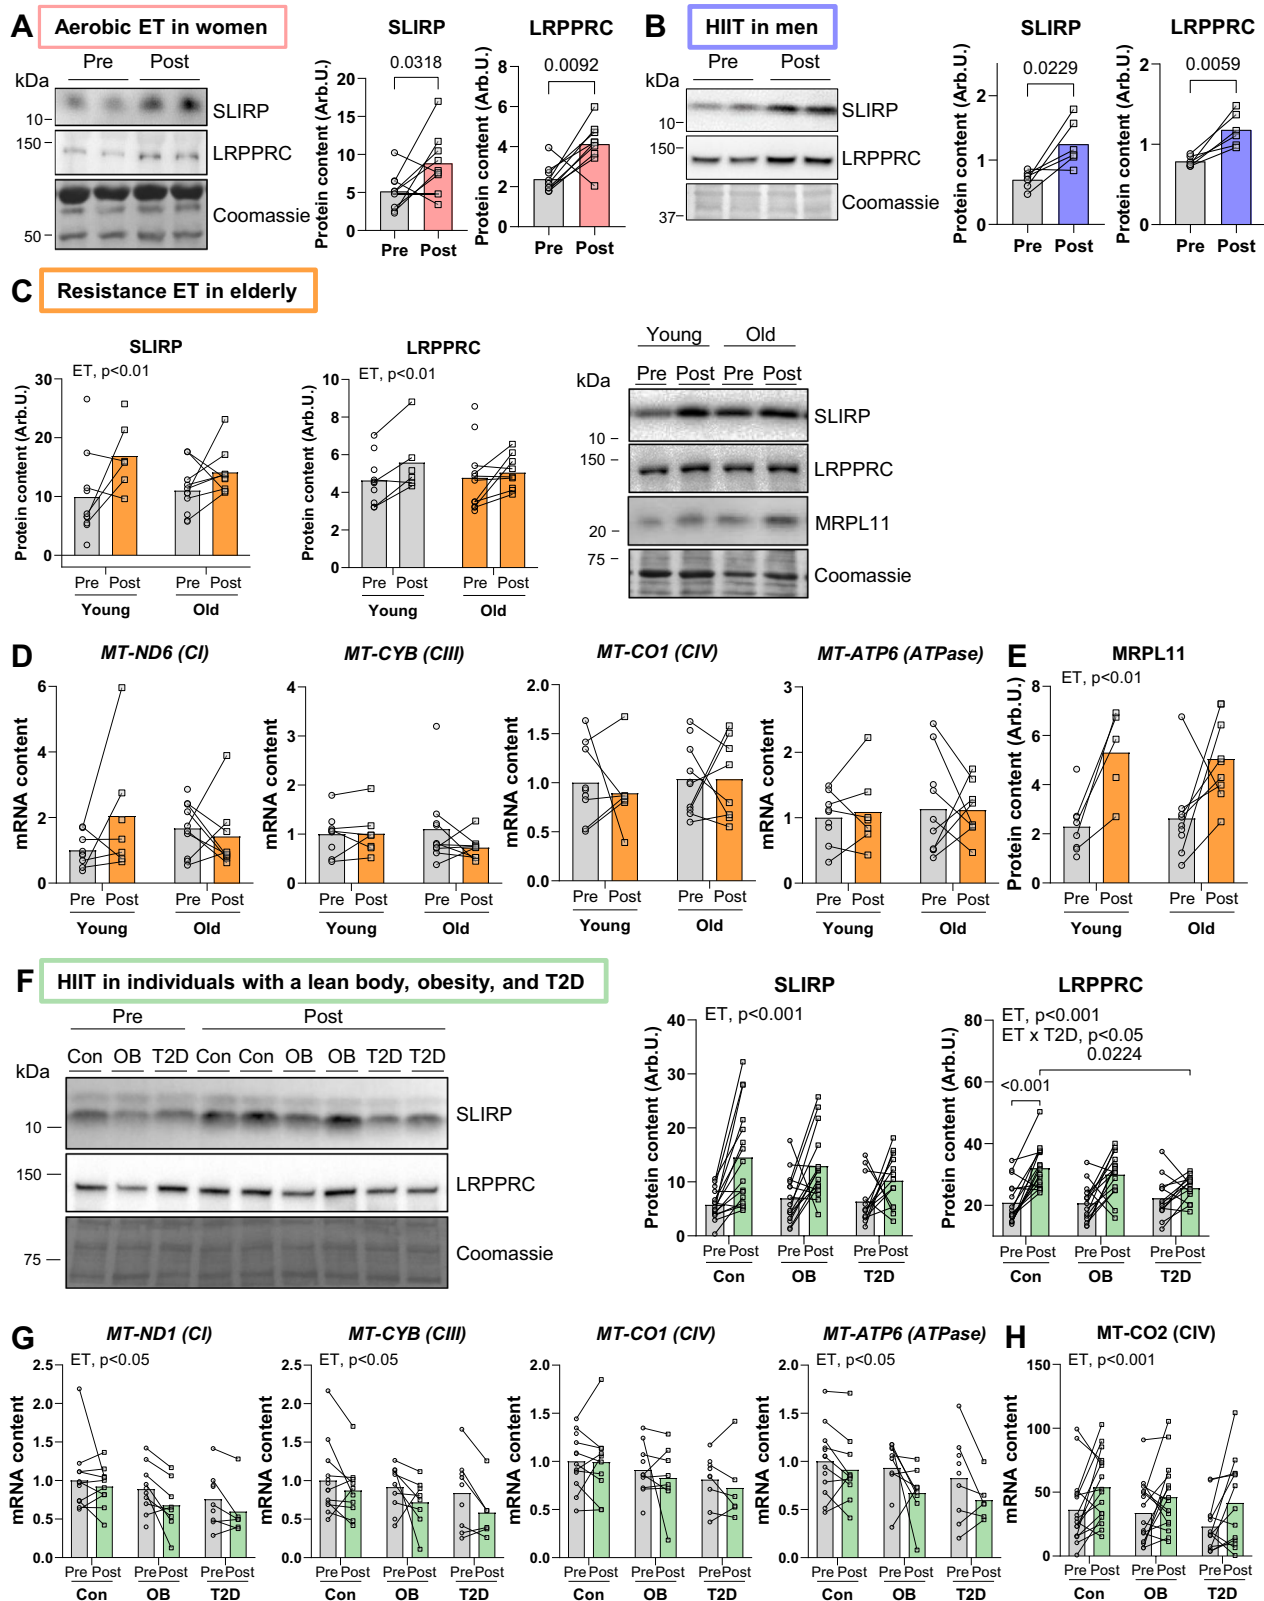 A Aerobic ET in women
kDa
Pre Post
10
SLIRP
150
LRPPRC
50
Coomassie
SLIRP
0.0318
Protein content (Arb.U.)
20
15
10
5
0
Pre Post
LRPPRC
0.0092
Protein content (Arb.U.)
8
6
4
2
0
Pre Post
B HIIT in men
kDa
Pre Post
10
SLIRP
150
LRPPRC
37
Coomassie
SLIRP
0.0229
Protein content (Arb.U.)
2
1
0
Pre Post
LRPPRC
0.0059
Protein content (Arb.U.)
2
1
0
Pre Post
C Resistance ET in elderly
SLIRP
ET, p<0.01
Protein content (Arb.U.)
30
20
10
0
Pre Post Pre Post
Young Old
LRPPRC
ET, p<0.01
Protein content (Arb.U.)
10
8
6
4
2
0
Pre Post Pre Post
Young Old
Young Old
kDa
Pre Post Pre Post
10
SLIRP
150
LRPPRC
20
MRPL11
75
Coomassie
D
MT-ND6 (CI)
mRNA content
6
4
2
0
Pre Post Pre Post
Young Old
MT-CYB (CIII)
mRNA content
4
3
2
1
0
Pre Post Pre Post
Young Old
MT-CO1 (CIV)
mRNA content
2.0
1.5
1.0
0.5
0.0
Pre Post Pre Post
Young Old
MT-ATP6 (ATPase)
mRNA content
3
2
1
0
Pre Post Pre Post
Young Old
E
MRPL11
ET, p<0.01
Protein content (Arb.U.)
8
6
4
2
0
Pre Post Pre Post
Young Old
F HIIT in individuals with a lean body, obesity, and T2D
Pre Post
Con OB T2D Con Con OB OB T2D T2D
kDa
10
SLIRP
150
LRPPRC
75
Coomassie
SLIRP
ET, p<0.001
Protein content (Arb.U.)
40
30
20
10
0
Pre Post Pre Post Pre Post
Con OB T2D
LRPPRC
ET, p<0.001
ET x T2D, p<0.05
0.0224
<0.001
Protein content (Arb.U.)
80
60
40
20
Pre Post Pre Post Pre Post
Con OB T2D
G
MT-ND1 (CI)
ET, p<0.05
mRNA content
2.5
2.0
1.5
1.0
0.5
0.0
Pre Post Pre Post Pre Post
Con OB T2D
MT-CYB (CIII)
ET, p<0.05
mRNA content
2.5
2.0
1.5
1.0
0.5
0.0
Pre Post Pre Post Pre Post
Con OB T2D
MT-CO1 (CIV)
mRNA content
2.0
1.5
1.0
0.5
0.0
Pre Post Pre Post Pre Post
Con OB T2D
MT-ATP6 (ATPase)
ET, p<0.05
mRNA content
2.0
1.5
1.0
0.5
0.0
Pre Post Pre Post Pre Post
Con OB T2D
H
MT-CO2 (CIV)
ET, p<0.001
mRNA content
150
100
50
0
Pre Post Pre Post Pre Post
Con OB T2D